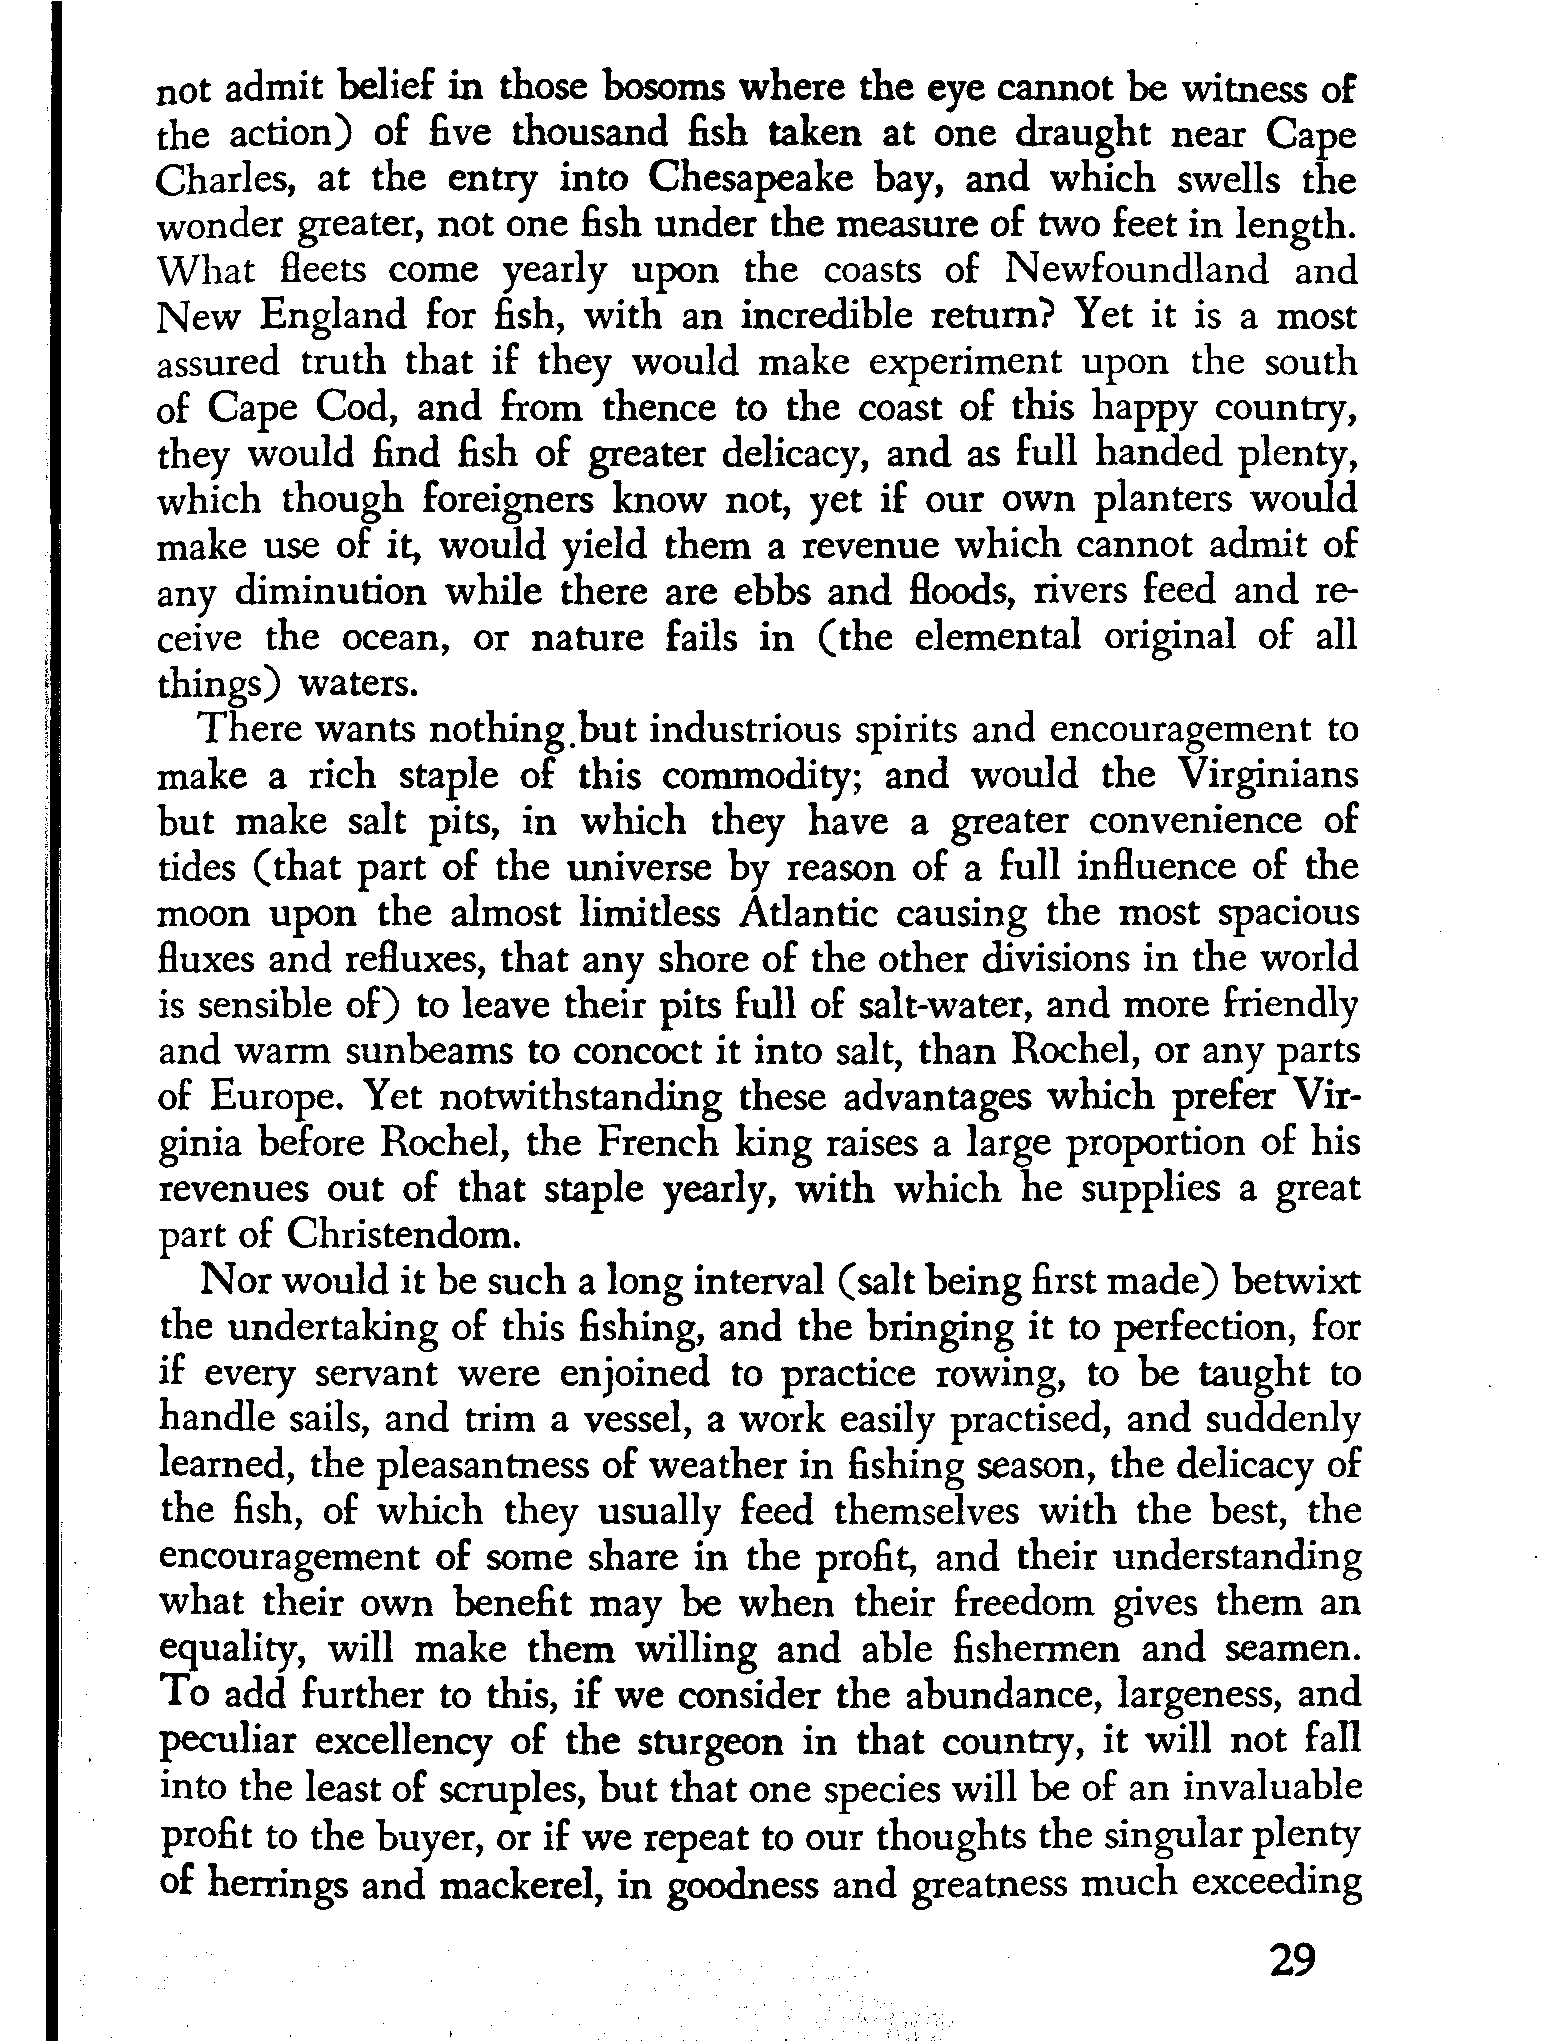 not admit belief in those bosoms where the eye cannot be witness of
the action) of five thousand fish taken at one draught near Cape
Charles, at the entry into Chesapeake bay, and which swells the
wonder greater, not one fish under the measure of two feet in length.
What fleets come yearly upon the coasts of Newfoundland and
New England for fish, with an incredible return? Yet it is a most
assured truth that if they would make experiment upon the south
of Cape Cod, and from thence to the coast of this happy country,
they would find fish of greater delicacy, and as full handed plenty,
which though foreigners know not, yet if our own planters would
make use of it, would yield them a revenue which cannot admit of
any diminution while there are ebbs and floods, rivers feed and re-
ceive the ocean, or nature fails in (the elemental original of all
things) waters.
There wants nothing but industrious spirits and encouragement to
make a rich staple of this commodity; and would the Virginians
but make salt pits, in which they have a greater convenience of
tides (that part of the universe by reason of a full influence of the
moon upon the almost limitless Atlantic causing the most spacious
fluxes and refluxes, that any shore of the other divisions in the world
is sensible of) to leave their pits full of salt-water, and more friendly
and warm sunbeams to concoct it into salt, than Rochel, or any parts
of Europe. Yet notwithstanding these advantages which prefer Vir-
ginia before Rochel, the French king raises a large proportion of his
revenues out of that staple yearly, with which he supplies a great
part of Christendom.
Nor would it be such a long interval (salt being first made) betwixt
the undertaking of this fishing, and the bringing it to perfection, for
if every servant were enjoined to practice rowing, to be taught to
handle sails, and trim a vessel, a work easily practised, and suddenly
learned, the pleasantness of weather in fishing season, the delicacy of
the fish, of which they usually feed themselves with the best, the
encouragement of some share in the profit, and their understanding
what their own benefit may be when their freedom gives them an
equality, will make them willing and able fishermen and seamen.
To add further to this, if we consider the abundance, largeness, and
peculiar excellency of the sturgeon in that country, it will not fall
into the least of scruples, but that one species will be of an invaluable
profit to the buyer, or if we repeat to our thoughts the singular plenty
of herrings and mackerel, in goodness and greatness much exceeding
29